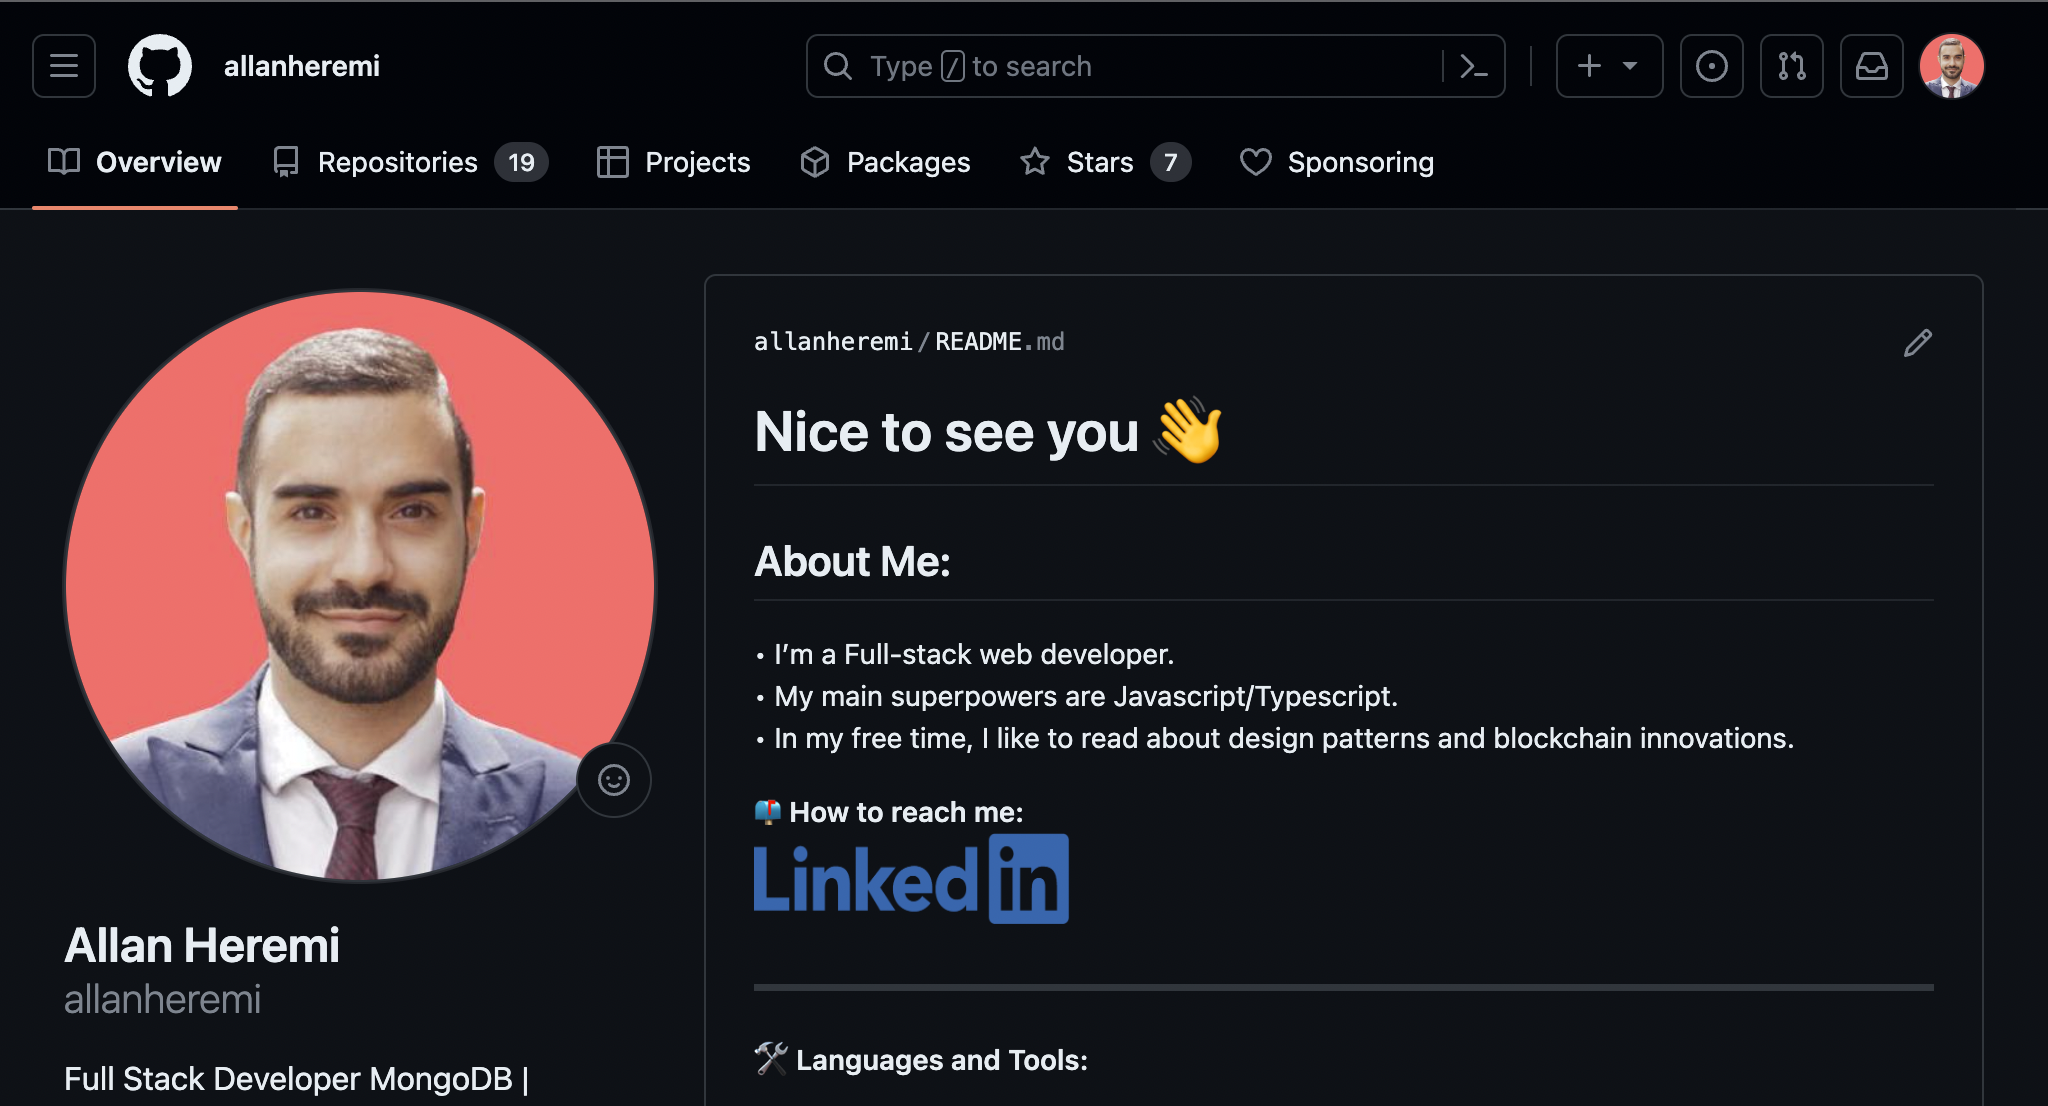 allanheremi
Type / to search
Overview
Repositories 19
Projects
Packages
Stars 7
Sponsoring
allanheremi/README.md
Nice to see you 👋
About Me:
• I’m a Full-stack web developer.
• My main superpowers are Javascript/Typescript.
• In my free time, I like to read about design patterns and blockchain innovations.
📫 How to reach me:
Linkedin
🛠 Languages and Tools:
Allan Heremi
allanheremi
Full Stack Developer MongoDB |